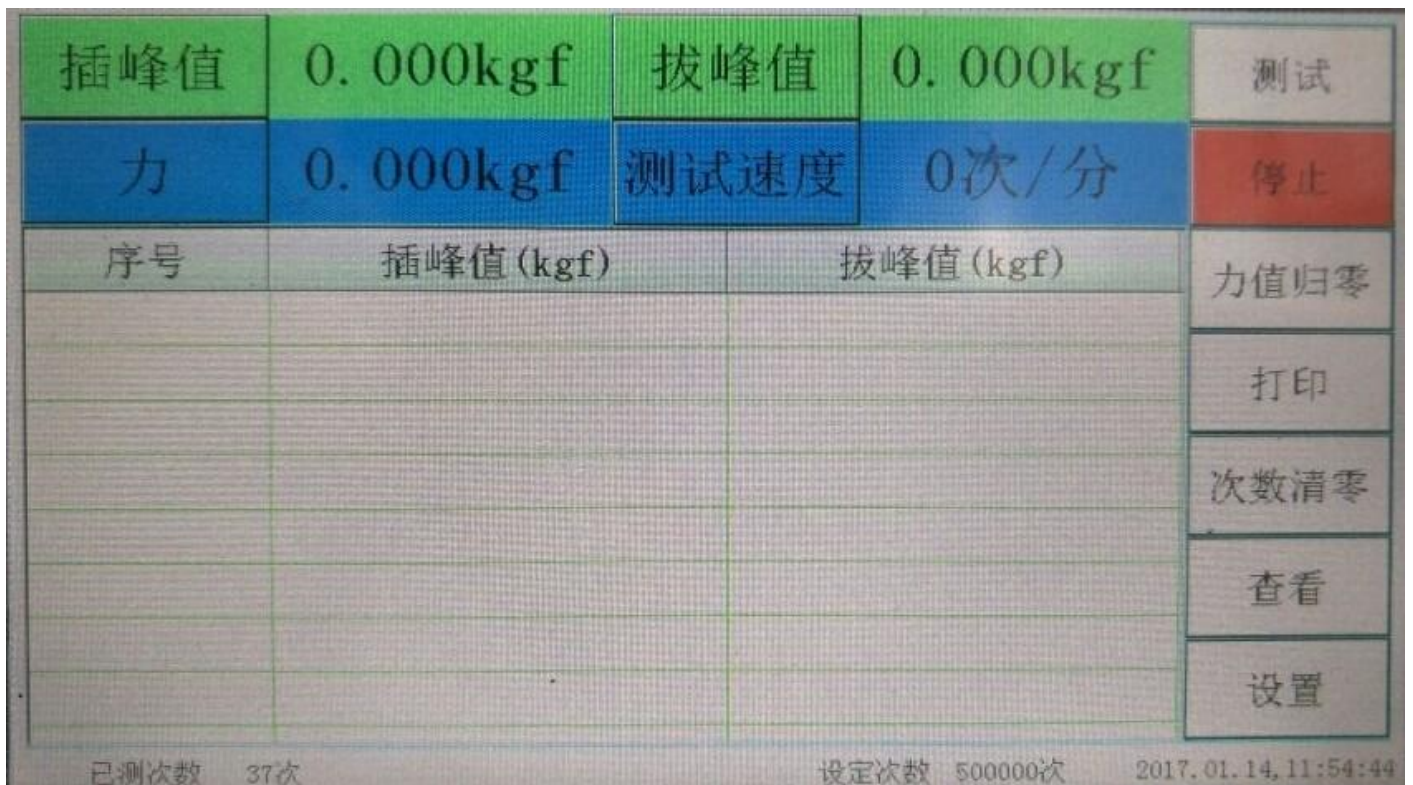 插峰值 0.000kgf 拔峰值 0.000kgf 测试
力 0.000kgf 测试速度 0次/分 停止
序号 插峰值(kgf) 拔峰值(kgf) 力值归零
打印
次数清零
查看
设置
已测次数 37次 设定次数 500000次 2017.01.14,11:54:44